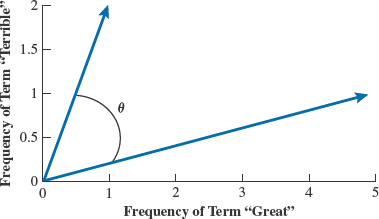 Frequency of Term “Terrible”
2
1.5
1
0.5
0
θ
0 1 2 3 4 5
Frequency of Term “Great”